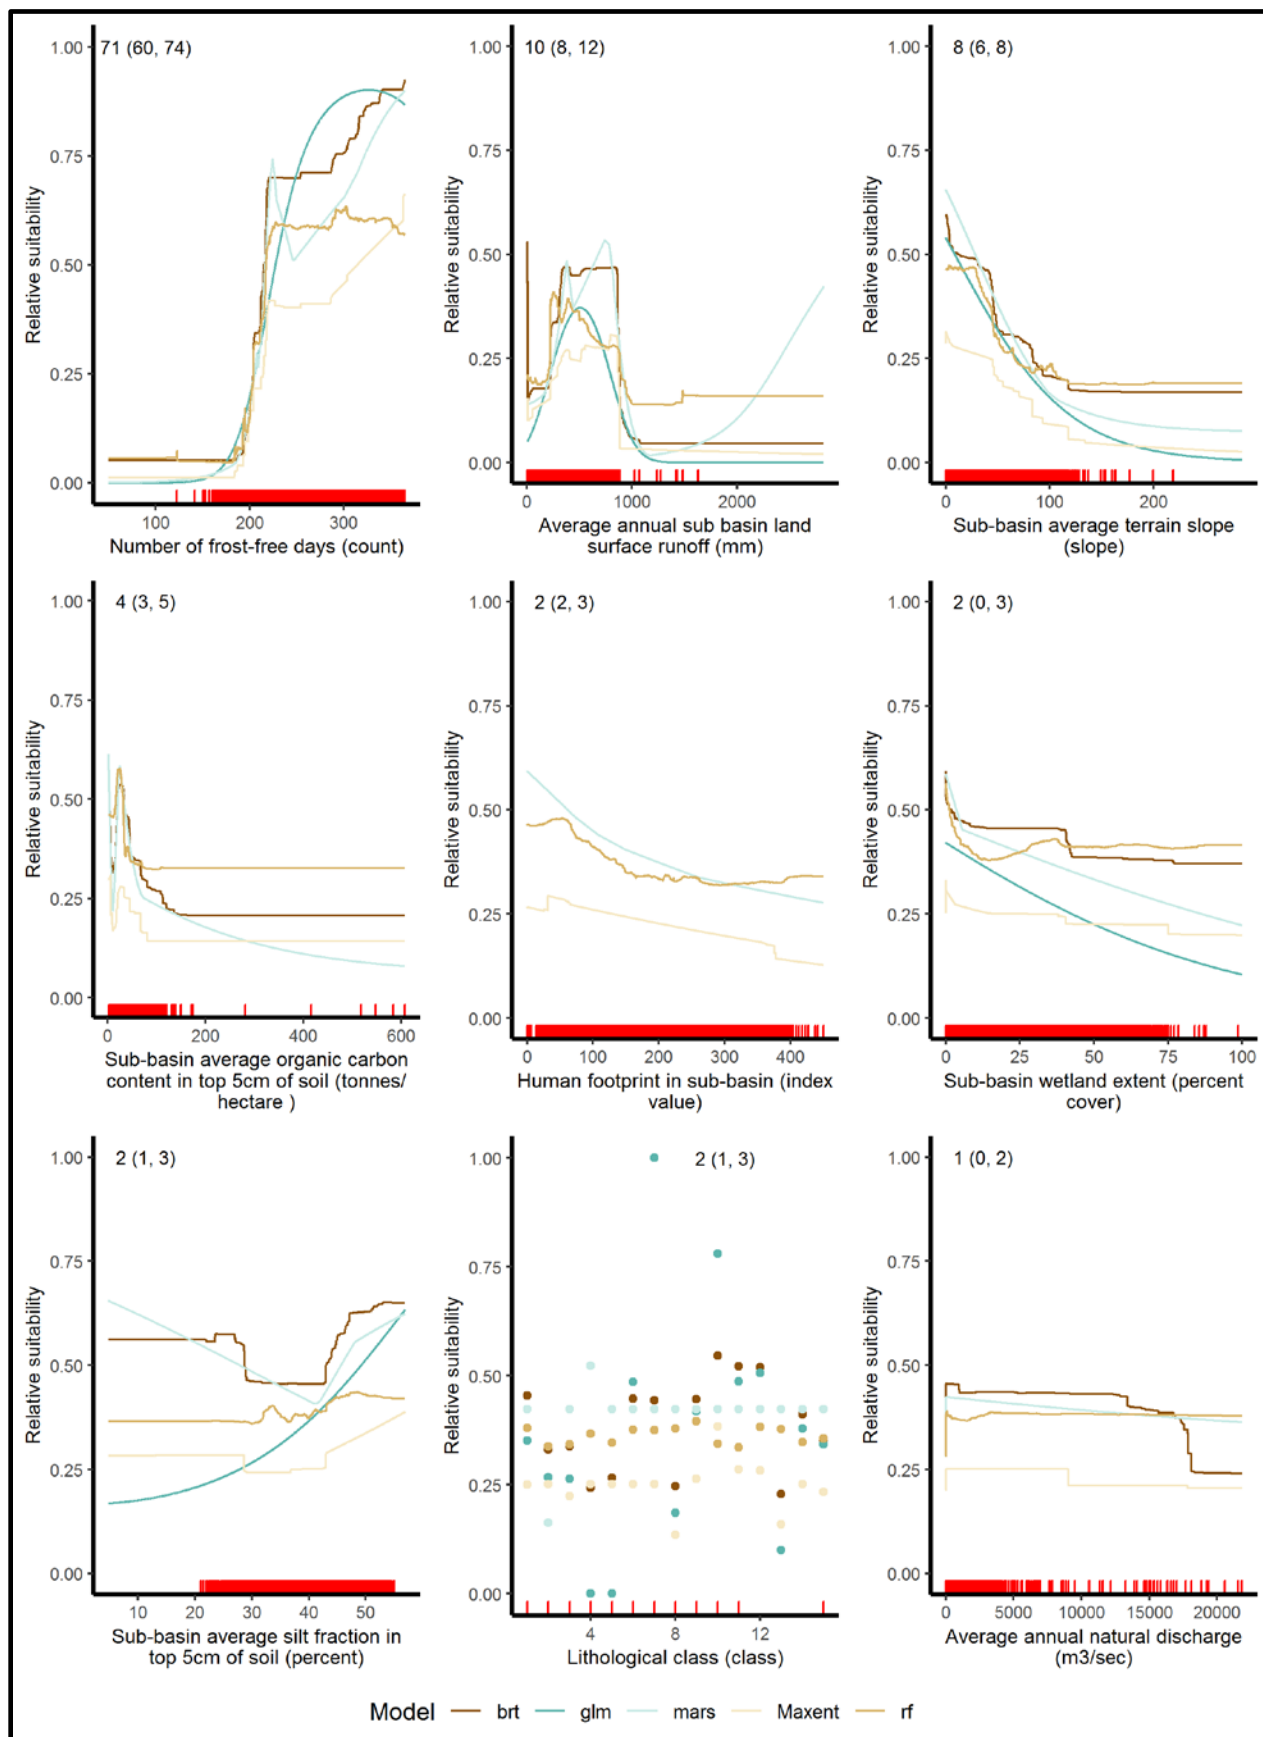 71 (60, 74)
1.00
0.75
0.50
0.25
0.00
Relative suitability
100
200
300
Number of frost-free days (count)
10 (8, 12)
1.00
0.75
0.50
0.25
0.00
Relative suitability
0
1000
2000
Average annual sub basin land
surface runoff (mm)
8 (6, 8)
1.00
0.75
0.50
0.25
0.00
Relative suitability
0
100
200
Sub-basin average terrain slope
(slope)
4 (3, 5)
1.00
0.75
0.50
0.25
0.00
Relative suitability
0
200
400
600
Sub-basin average organic carbon
content in top 5cm of soil (tonnes/
hectare )
2 (2, 3)
1.00
0.75
0.50
0.25
0.00
Relative suitability
0
100
200
300
400
Human footprint in sub-basin (index
value)
2 (0, 3)
1.00
0.75
0.50
0.25
0.00
Relative suitability
0
25
50
75
100
Sub-basin wetland extent (percent
cover)
2 (1, 3)
1.00
0.75
0.50
0.25
0.00
Relative suitability
10
20
30
40
50
Sub-basin average silt fraction in
top 5cm of soil (percent)
2 (1, 3)
1.00
0.75
0.50
0.25
0.00
Relative suitability
4
8
12
Lithological class (class)
1 (0, 2)
1.00
0.75
0.50
0.25
0.00
Relative suitability
0
5000
10000
15000
20000
Average annual natural discharge
(m3/sec)
Model brt glm mars Maxent rf